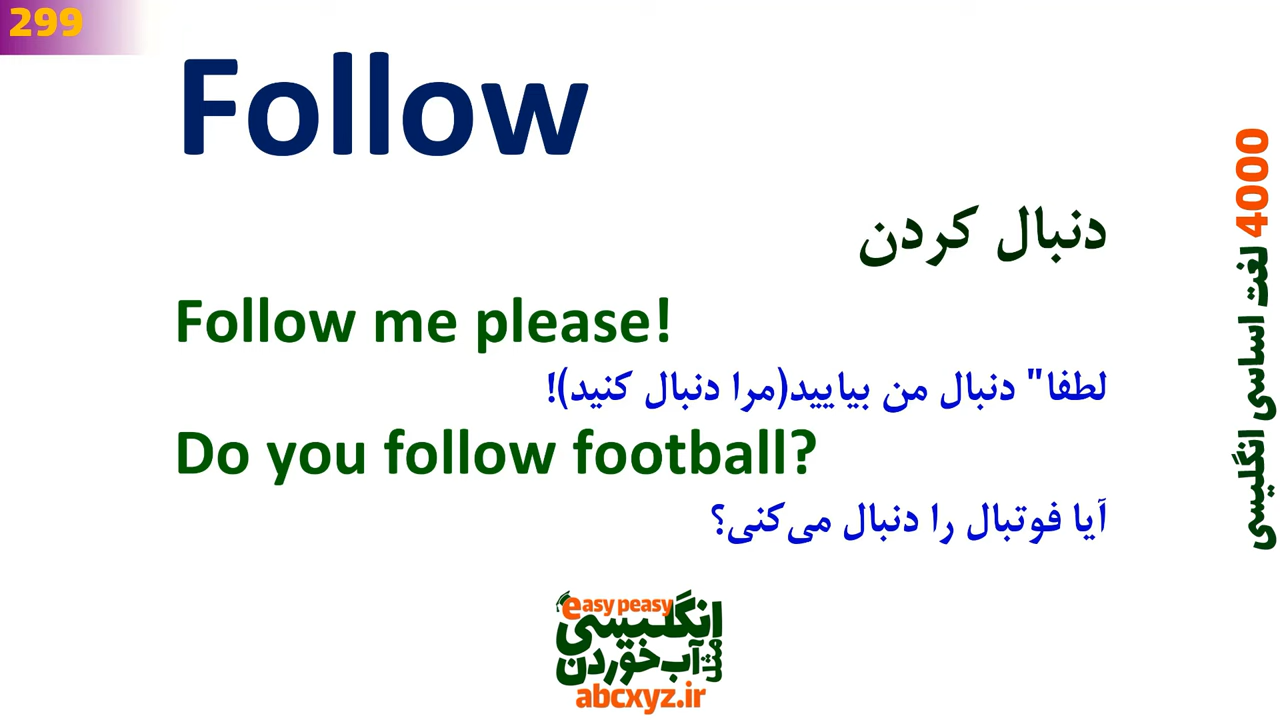 299
Follow
دنبال کردن
Follow me please!
لطفا" دنبال من بیایید(مرا دنبال کنید)!
Do you follow football?
آیا فوتبال را دنبال می‌کنی؟
4000 لغت اساسی انگلیسی
easy peasy
انگلیسی
مثل آب خوردن
abcxyz.ir